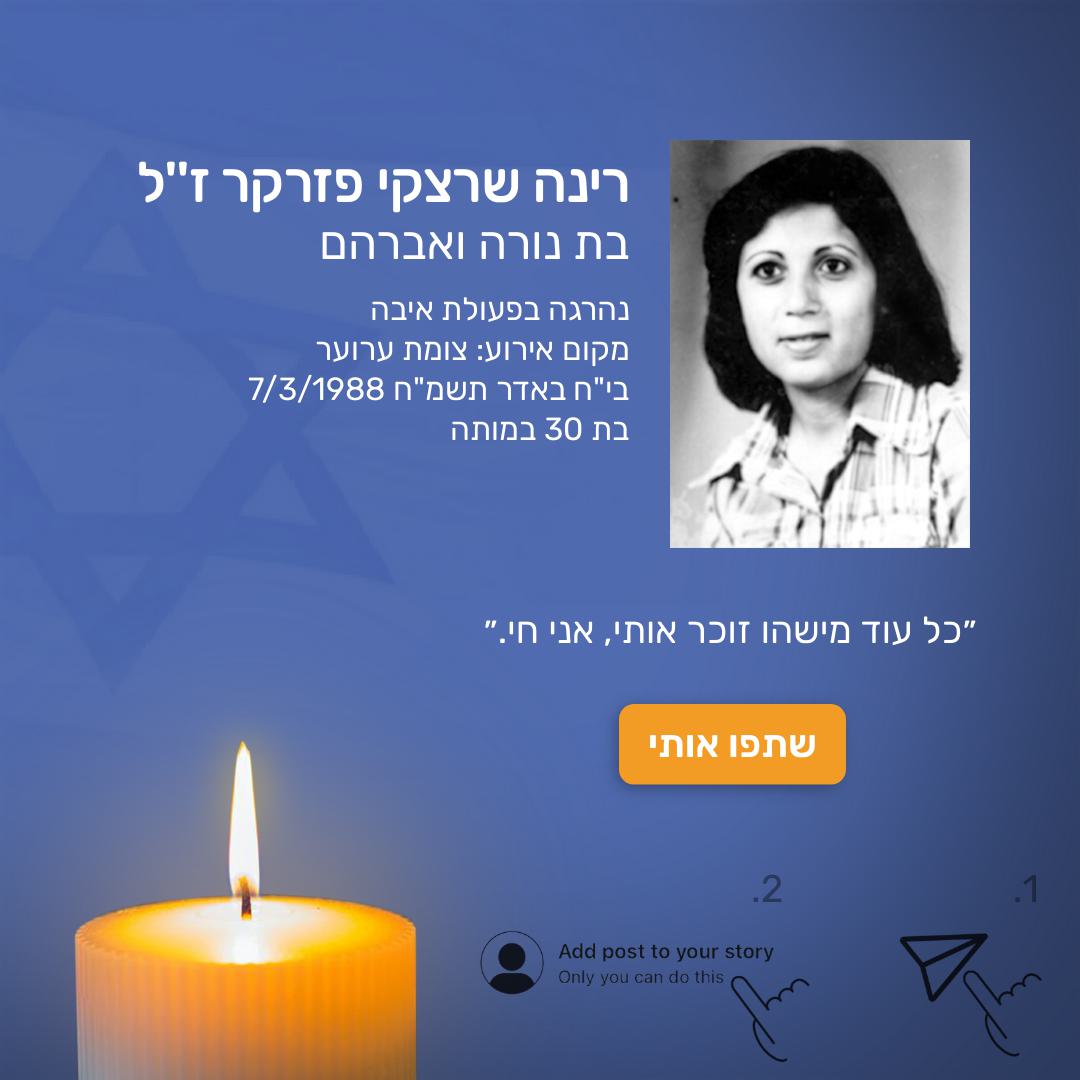 רינה שרצקי פזרקר ז"ל
בת נורה ואברהם
נהרגה בפעולת איבה
מקום אירוע: צומת ערוער
בי"ח באדר תשמ"ח 7/3/1988
בת 30 במותה
״כל עוד מישהו זוכר אותי, אני חי.״
שתפו אותי
1.
2.
Add post to your story
Only you can do this